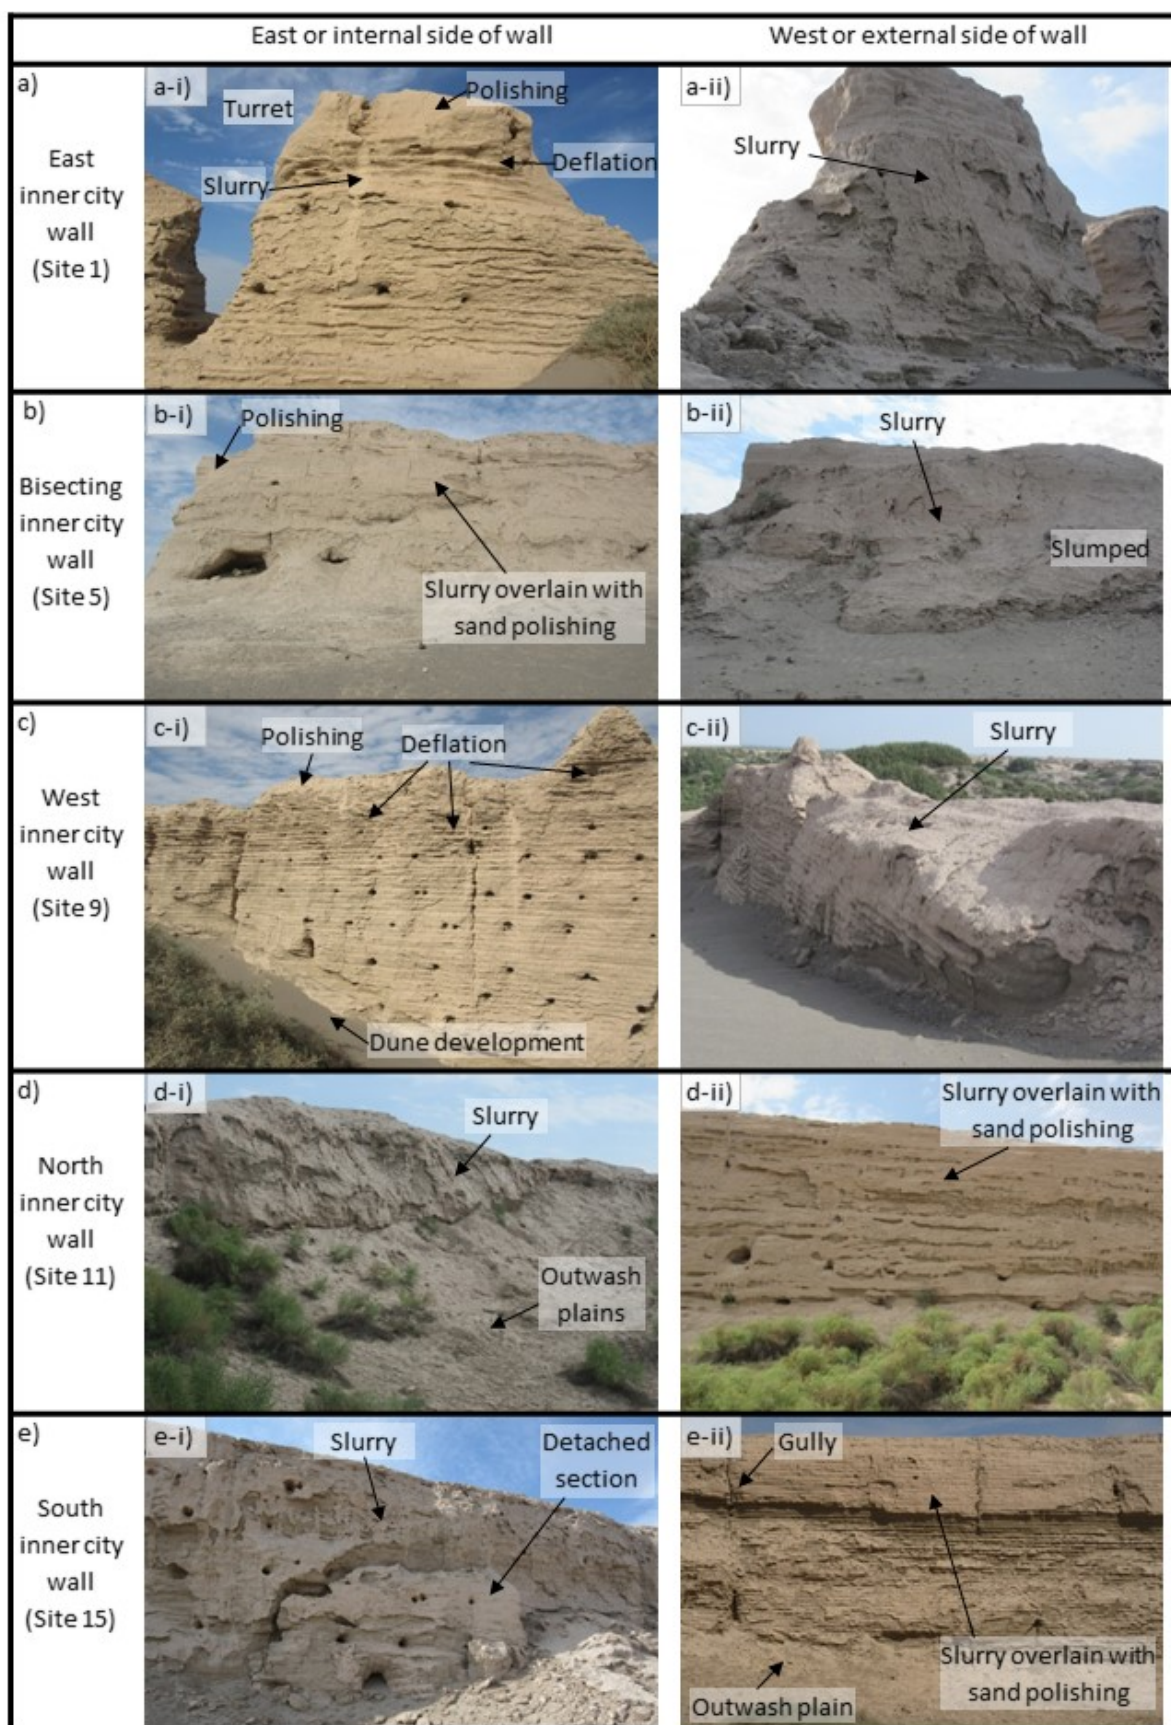 East or internal side of wall
West or external side of wall
a)
East
inner city
wall
(Site 1)
a-i)
Turret
Polishing
Deflation
Slurry
a-ii)
Slurry
b)
Bisecting
inner city
wall
(Site 5)
b-i)
Polishing
Slurry overlain with
sand polishing
b-ii)
Slurry
Slumped
c)
West
inner city
wall
(Site 9)
c-i)
Polishing
Deflation
Dune development
c-ii)
Slurry
d)
North
inner city
wall
(Site 11)
d-i)
Slurry
Outwash
plains
d-ii)
Slurry overlain with
sand polishing
e)
South
inner city
wall
(Site 15)
e-i)
Slurry
Detached
section
e-ii)
Gully
Slurry overlain with
sand polishing
Outwash plain